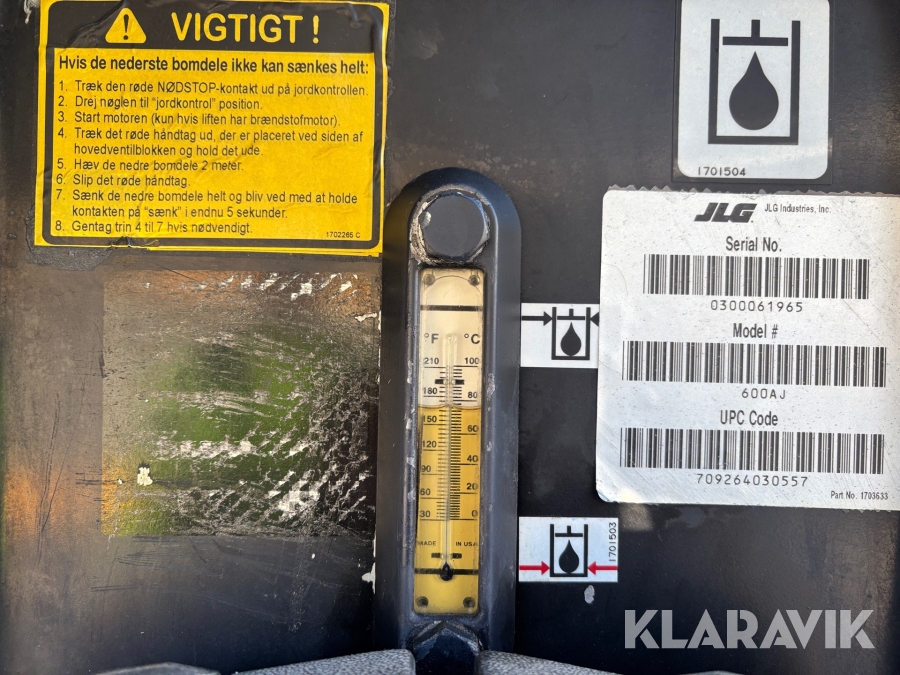 VIGTIGT !
Hvis de nederste bomdele ikke kan sænkes helt:
1. Træk den røde NØDSTOP-kontakt ud på jordkontrollen.
2. Drej nøglen til "jordkontrol" position.
3. Start motoren (kun hvis liften har brændstofmotor).
4. Træk det røde håndtag ud, der er placeret ved siden af
hovedventilblokken og hold det ude.
5. Hæv de nedre bomdele 2 meter.
6. Slip det røde håndtag.
7. Sænk de nedre bomdele helt og bliv ved med at holde
kontakten på "sænk" i endnu 5 sekunder.
8. Gentag trin 4 til 7 hvis nødvendigt.
1702265 C
1701504
JLG JLG Industries, Inc.
Serial No.
0300061965
Model #
600AJ
UPC Code
709264030557
Part No. 1703633
°F °C
210 100
180 80
150
60
120
90 40
60 20
30 0
MADE IN USA
1701503
KLARAVIK